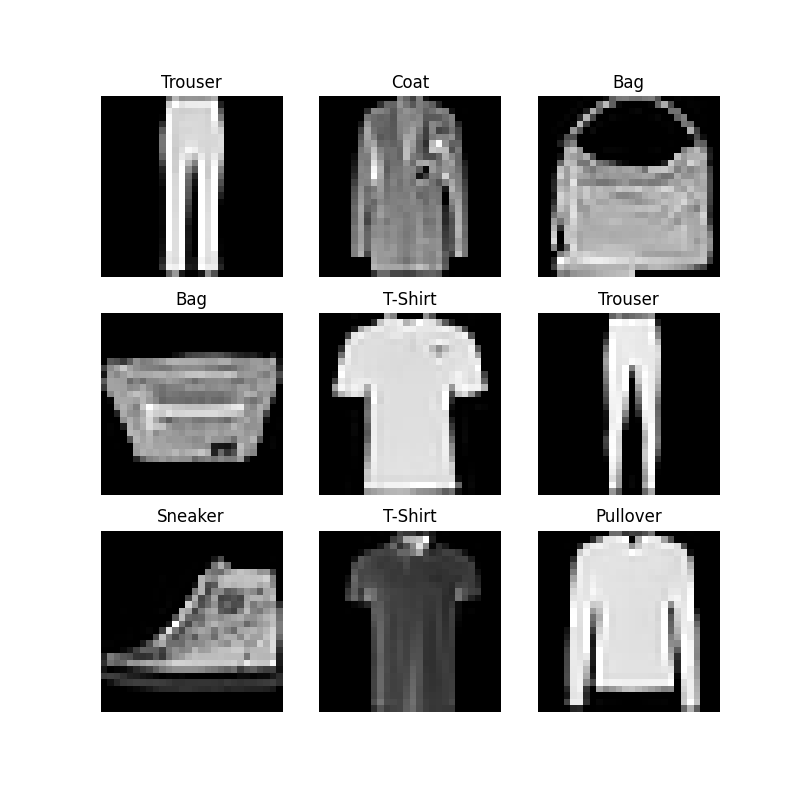 Trouser
Coat
Bag
Bag
T-Shirt
Trouser
Sneaker
T-Shirt
Pullover